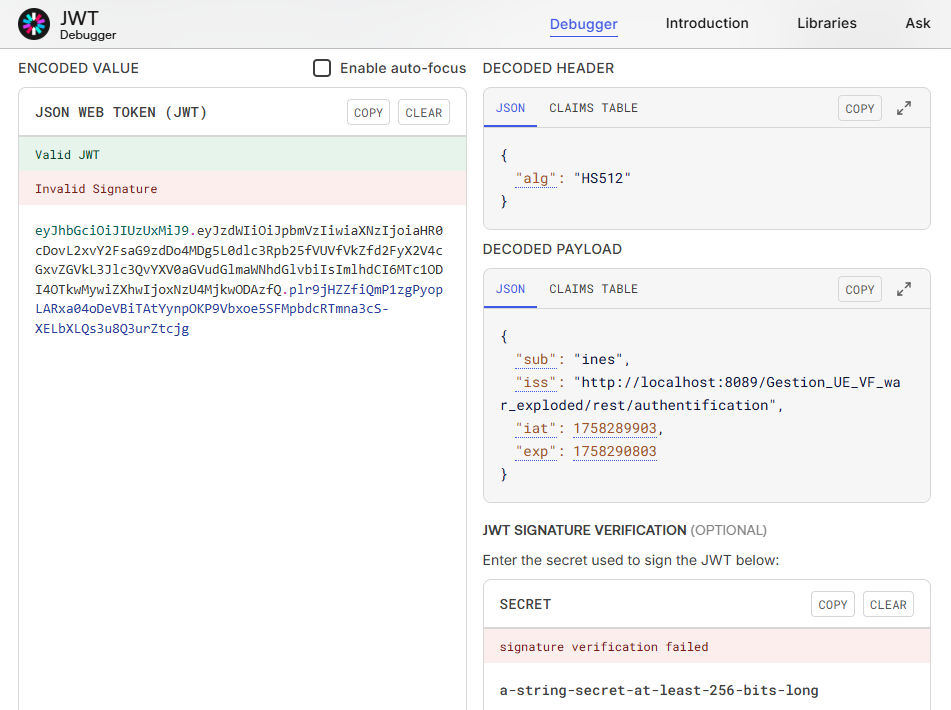 JWT
Debugger
Debugger
Introduction
Libraries
Ask
ENCODED VALUE
Enable auto-focus
JSON WEB TOKEN (JWT)
COPY
CLEAR
Valid JWT
Invalid Signature
eyJhbGciOiJIUzUxMiJ9.eyJzdWIiOiJpbmVzIiwiaXNzIjoiaHR0
cDovL2xvY2FsaG9zdDo4MDg5L0dlc3Rpb25fVUVfVkZfd2FyX2V4c
GxvZGVkL3Jlc3QvYXV0aGVudGlmaWNhdGlvbiIsImlhdCI6MTc1OD
I4OTkwMywiZXhwIjoxNzU4MjkwODAzfQ.plr9jHZZfiQmP1zgPyop
LARxa04oDeVBiTAtYynpOKP9Vbxoe5SFMpbdcRTmna3cS-
XELbXLQs3u8Q3urZtcjg
DECODED HEADER
JSON
CLAIMS TABLE
COPY
{
"alg": "HS512"
}
DECODED PAYLOAD
JSON
CLAIMS TABLE
COPY
{
"sub": "ines",
"iss": "http://localhost:8089/Gestion_UE_VF_wa
r_exploded/rest/authentification",
"iat": 1758289903,
"exp": 1758290803
}
JWT SIGNATURE VERIFICATION (OPTIONAL)
Enter the secret used to sign the JWT below:
SECRET
COPY
CLEAR
signature verification failed
a-string-secret-at-least-256-bits-long